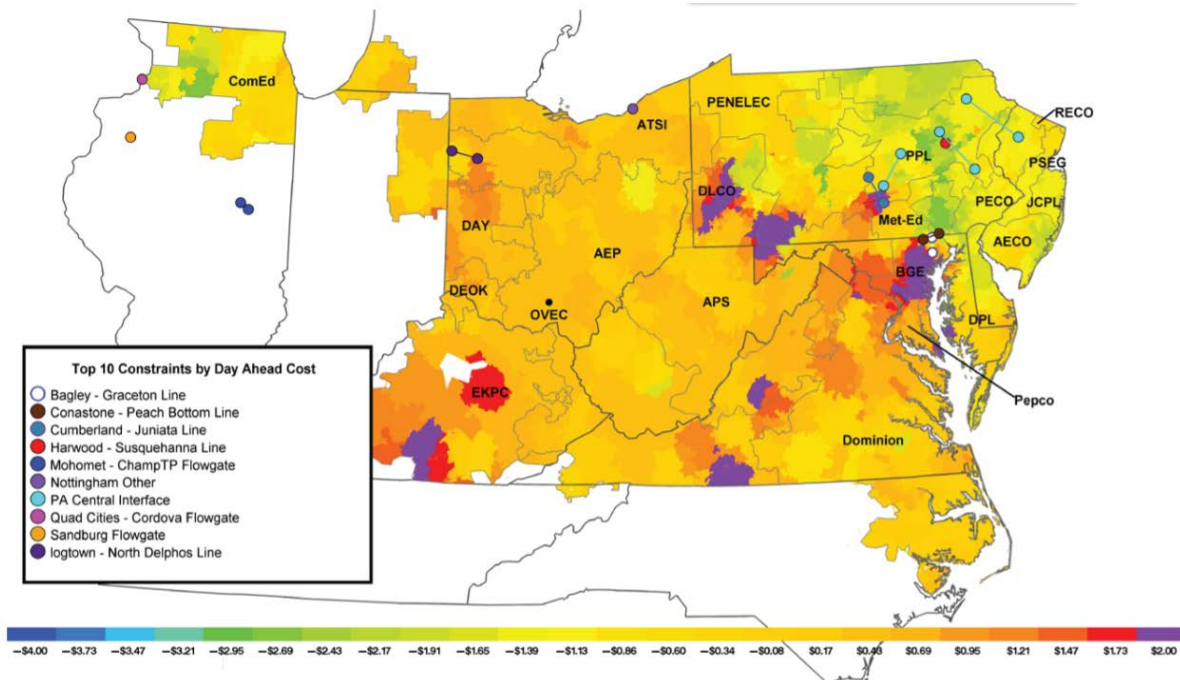 ComEd
PENELEC
ATSI
RECO
PPL
PSEG
DLCO
PECO
JCPL
Met-Ed
DAY
AEP
AECO
BGE
DEOK
OVEC
APS
DPL
Top 10 Constraints by Day Ahead Cost
Bagley - Graceton Line
Conastone - Peach Bottom Line
Cumberland - Juniata Line
Harwood - Susquehanna Line
Mohomet - ChampTP Flowgate
Nottingham Other
PA Central Interface
Quad Cities - Cordova Flowgate
Sandburg Flowgate
logtown - North Delphos Line
EKPC
Pepco
Dominion
–$4.00 –$3.73 –$3.47 –$3.21 –$2.95 –$2.69 –$2.43 –$2.17 –$1.91 –$1.65 –$1.39 –$1.13 –$0.86 –$0.60 –$0.34 –$0.08 $0.17 $0.43 $0.69 $0.95 $1.21 $1.47 $1.73 $2.00